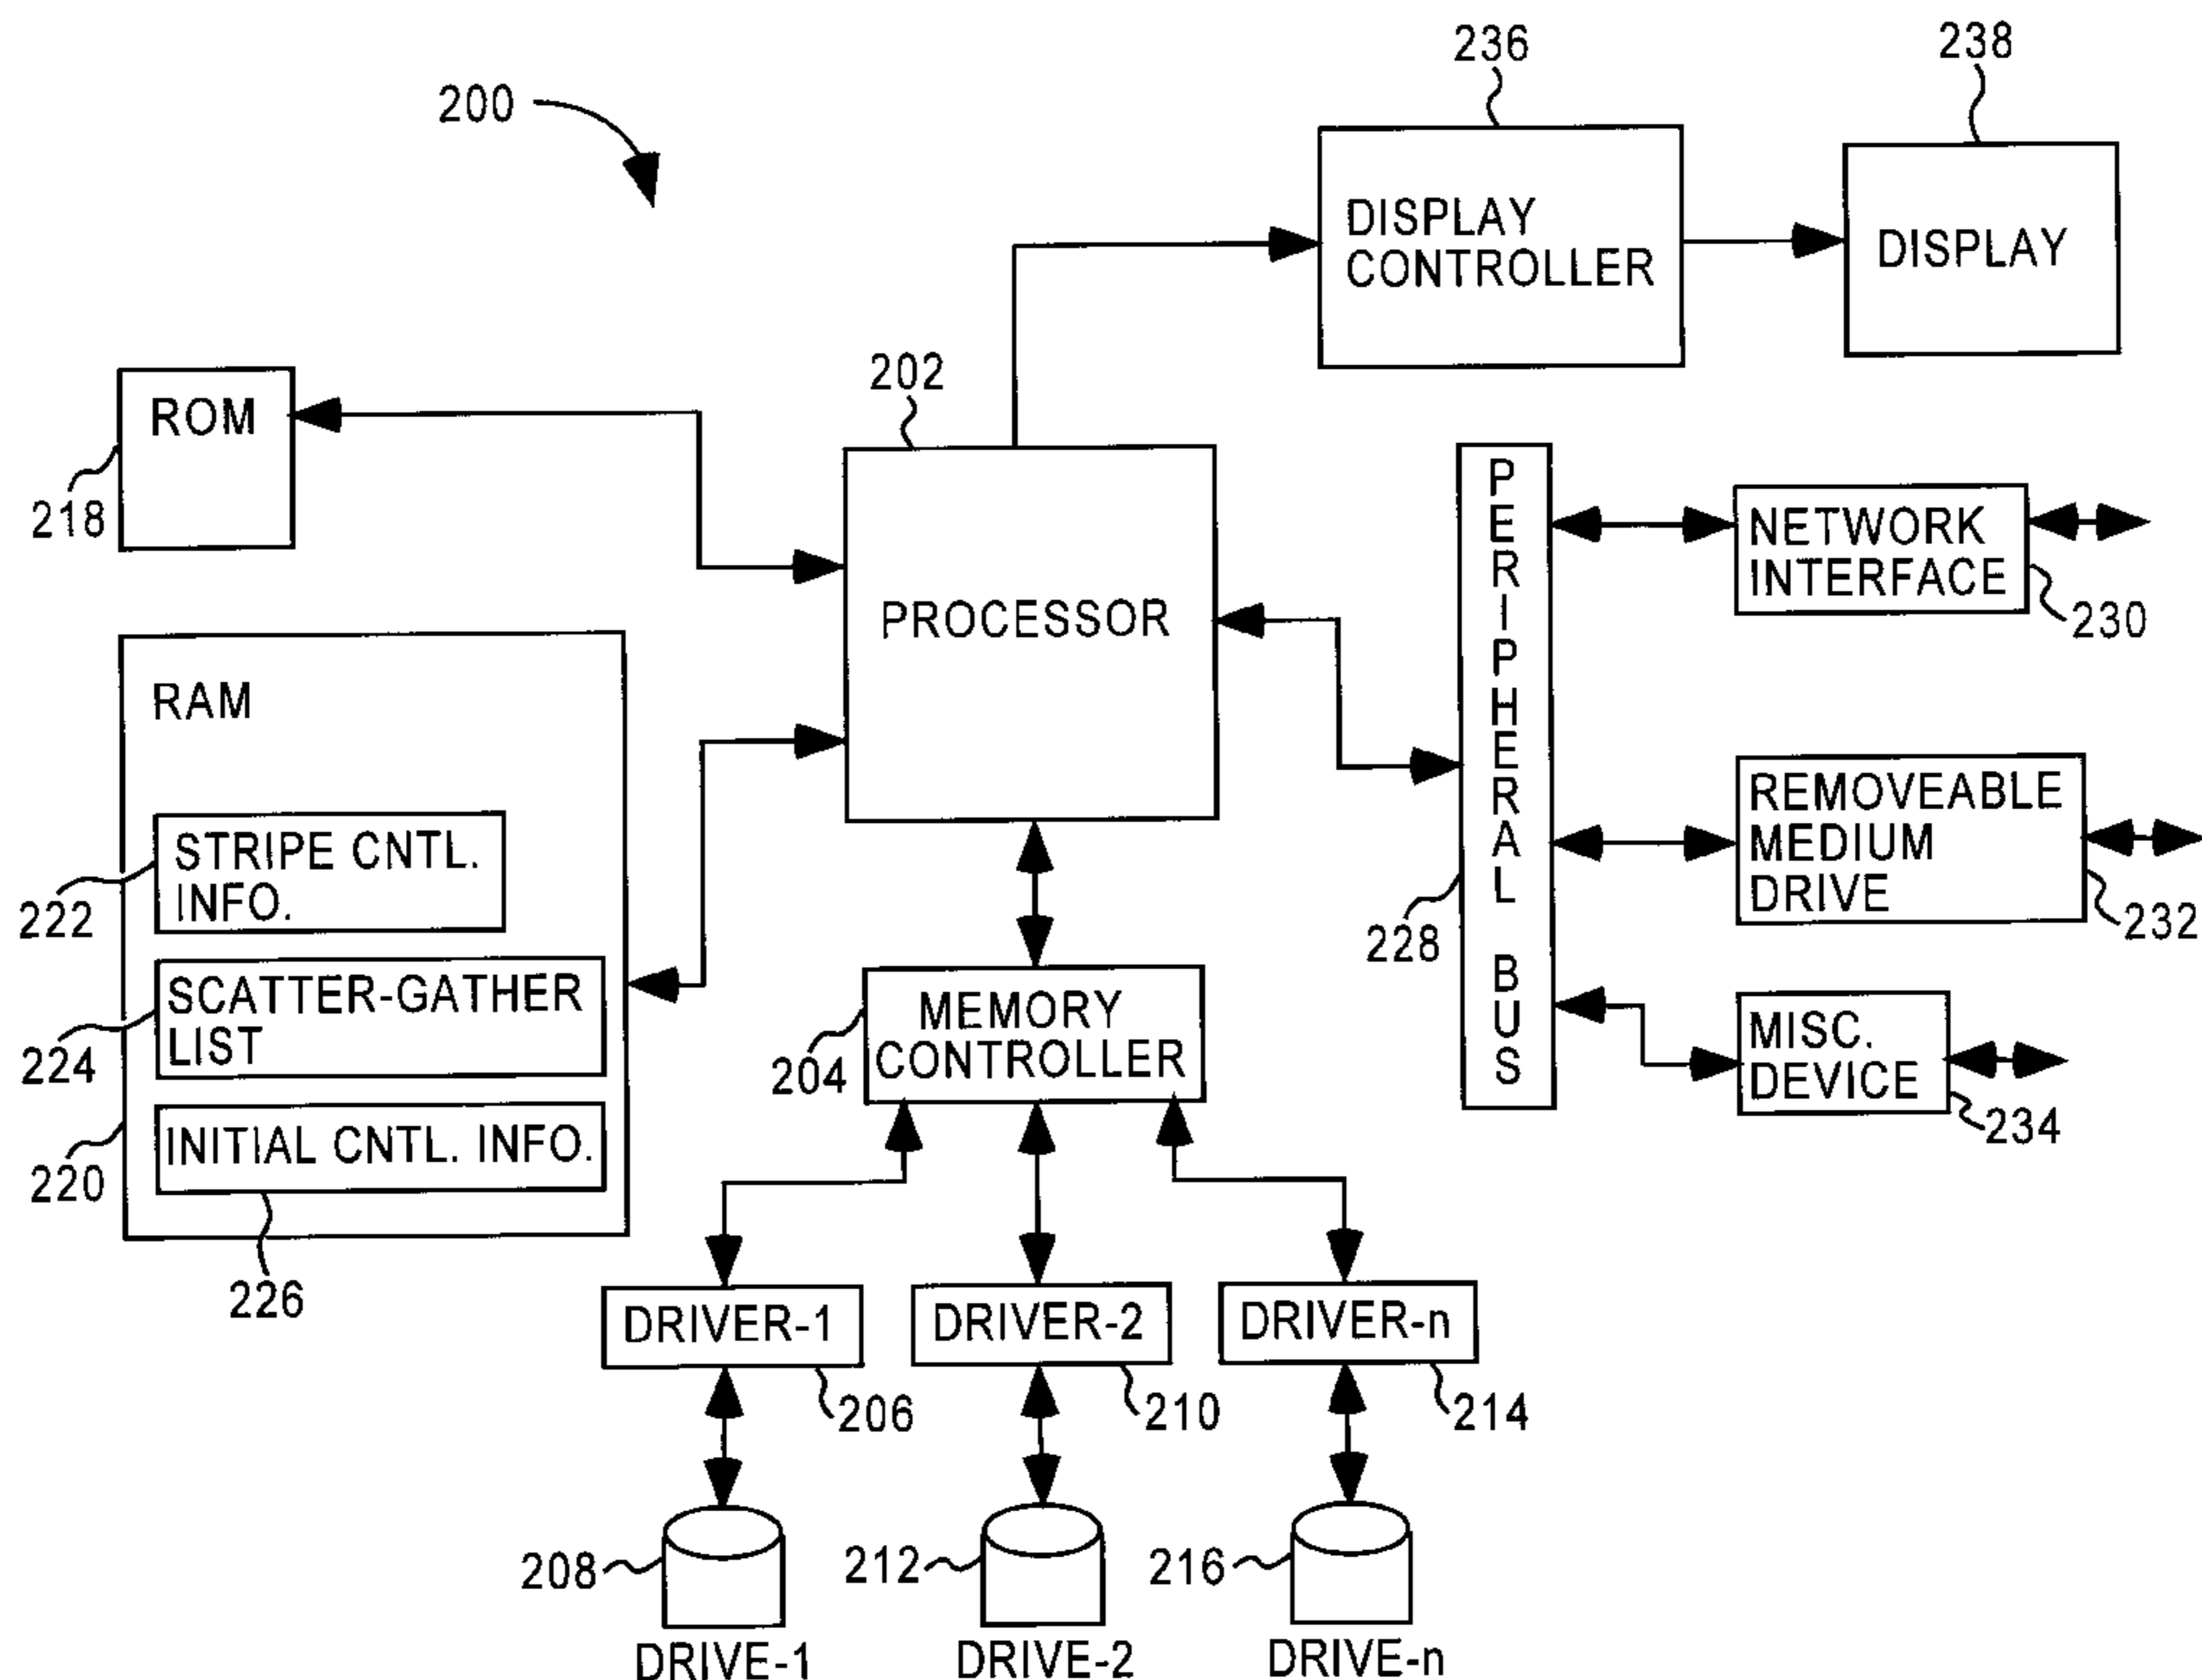 236
238
200
DISPLAY
CONTROLLER
DISPLAY
202
ROM
218
PROCESSOR
PERIPHERAL BUS
228
NETWORK
INTERFACE
230
REMOVEABLE
MEDIUM
DRIVE
232
MISC.
DEVICE
234
RAM
STRIPE CNTL.
INFO.
222
SCATTER-GATHER
LIST
224
INITIAL CNTL. INFO.
220
226
MEMORY
CONTROLLER
204
DRIVER-1
206
DRIVER-2
210
DRIVER-n
214
208
212
216
DRIVE-1
DRIVE-2
DRIVE-n